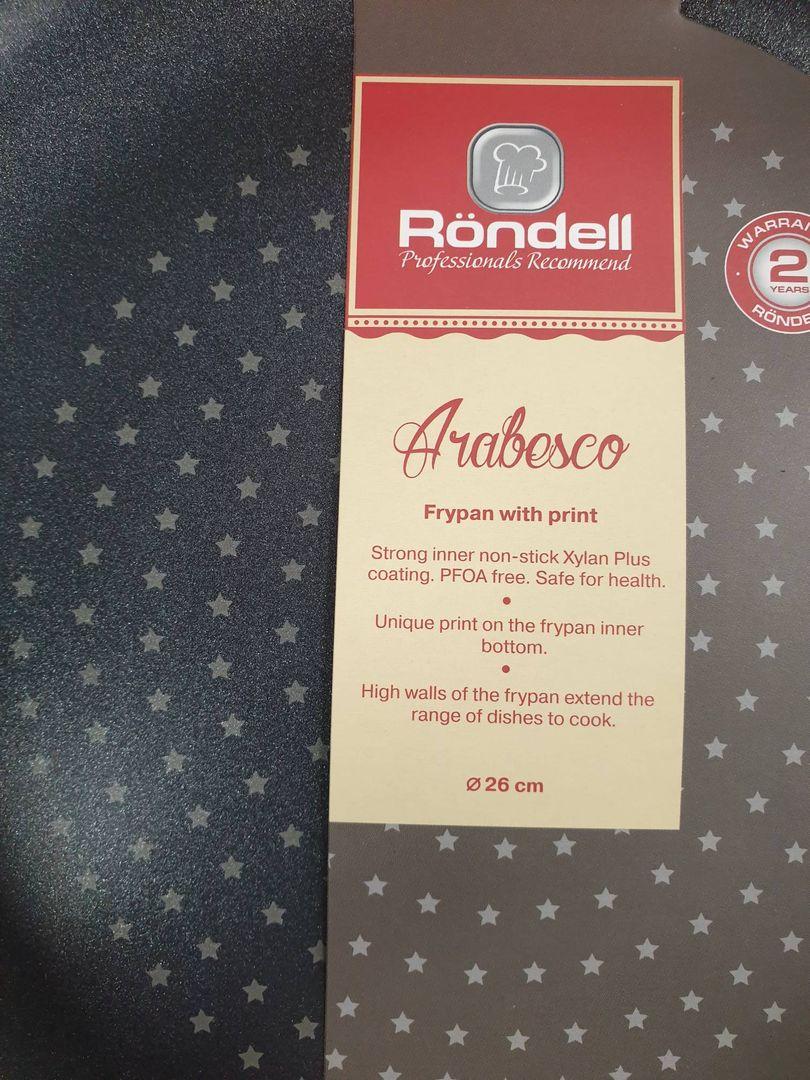 Röndell
Professionals Recommend
2
YEARS
Arabesco
Frypan with print
Strong inner non-stick Xylan Plus
coating. PFOA free. Safe for health.
Unique print on the frypan inner
bottom.
High walls of the frypan extend the
range of dishes to cook.
Ø 26 cm